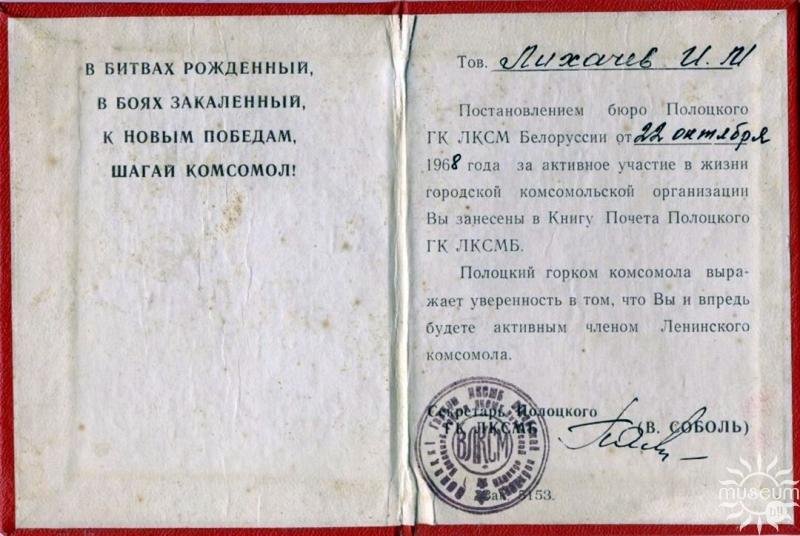 В БИТВАХ РОЖДЕННЫЙ,
В БОЯХ ЗАКАЛЕННЫЙ,
К НОВЫМ ПОБЕДАМ,
ШАГАЙ КОМСОМОЛ!
Тов. Лихачев И. М
Постановлением бюро Полоцкого
ГК ЛКСМ Белоруссии от 22 октября
1968 года за активное участие в жизни
городской комсомольской организации
Вы занесены в Книгу Почета Полоцкого
ГК ЛКСМБ.
Полоцкий горком комсомола выра-
жает уверенность в том, что Вы и впредь
будете активным членом Ленинского
комсомола.
Секретарь Полоцкого
ГК ЛКСМБ (В. СОБОЛЬ)
ВЛКСМ
Зак. 5153.
museum
by